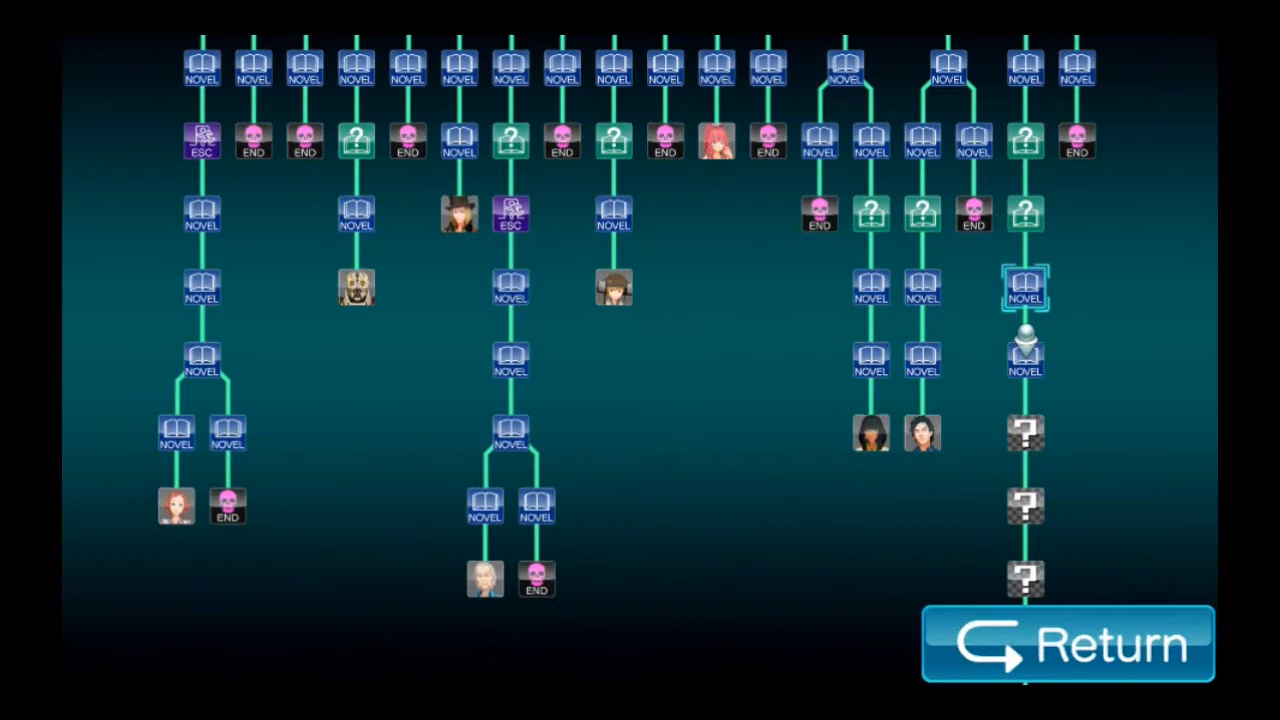 NOVEL NOVEL NOVEL NOVEL NOVEL NOVEL NOVEL NOVEL NOVEL NOVEL NOVEL NOVEL NOVEL NOVEL NOVEL NOVEL
ESC END END ? END NOVEL ? END ? END END NOVEL NOVEL NOVEL NOVEL ? END
NOVEL NOVEL ESC NOVEL END ? ? END ?
NOVEL NOVEL NOVEL NOVEL NOVEL
NOVEL NOVEL NOVEL NOVEL NOVEL
NOVEL NOVEL NOVEL ?
END NOVEL NOVEL ?
END ?
Return